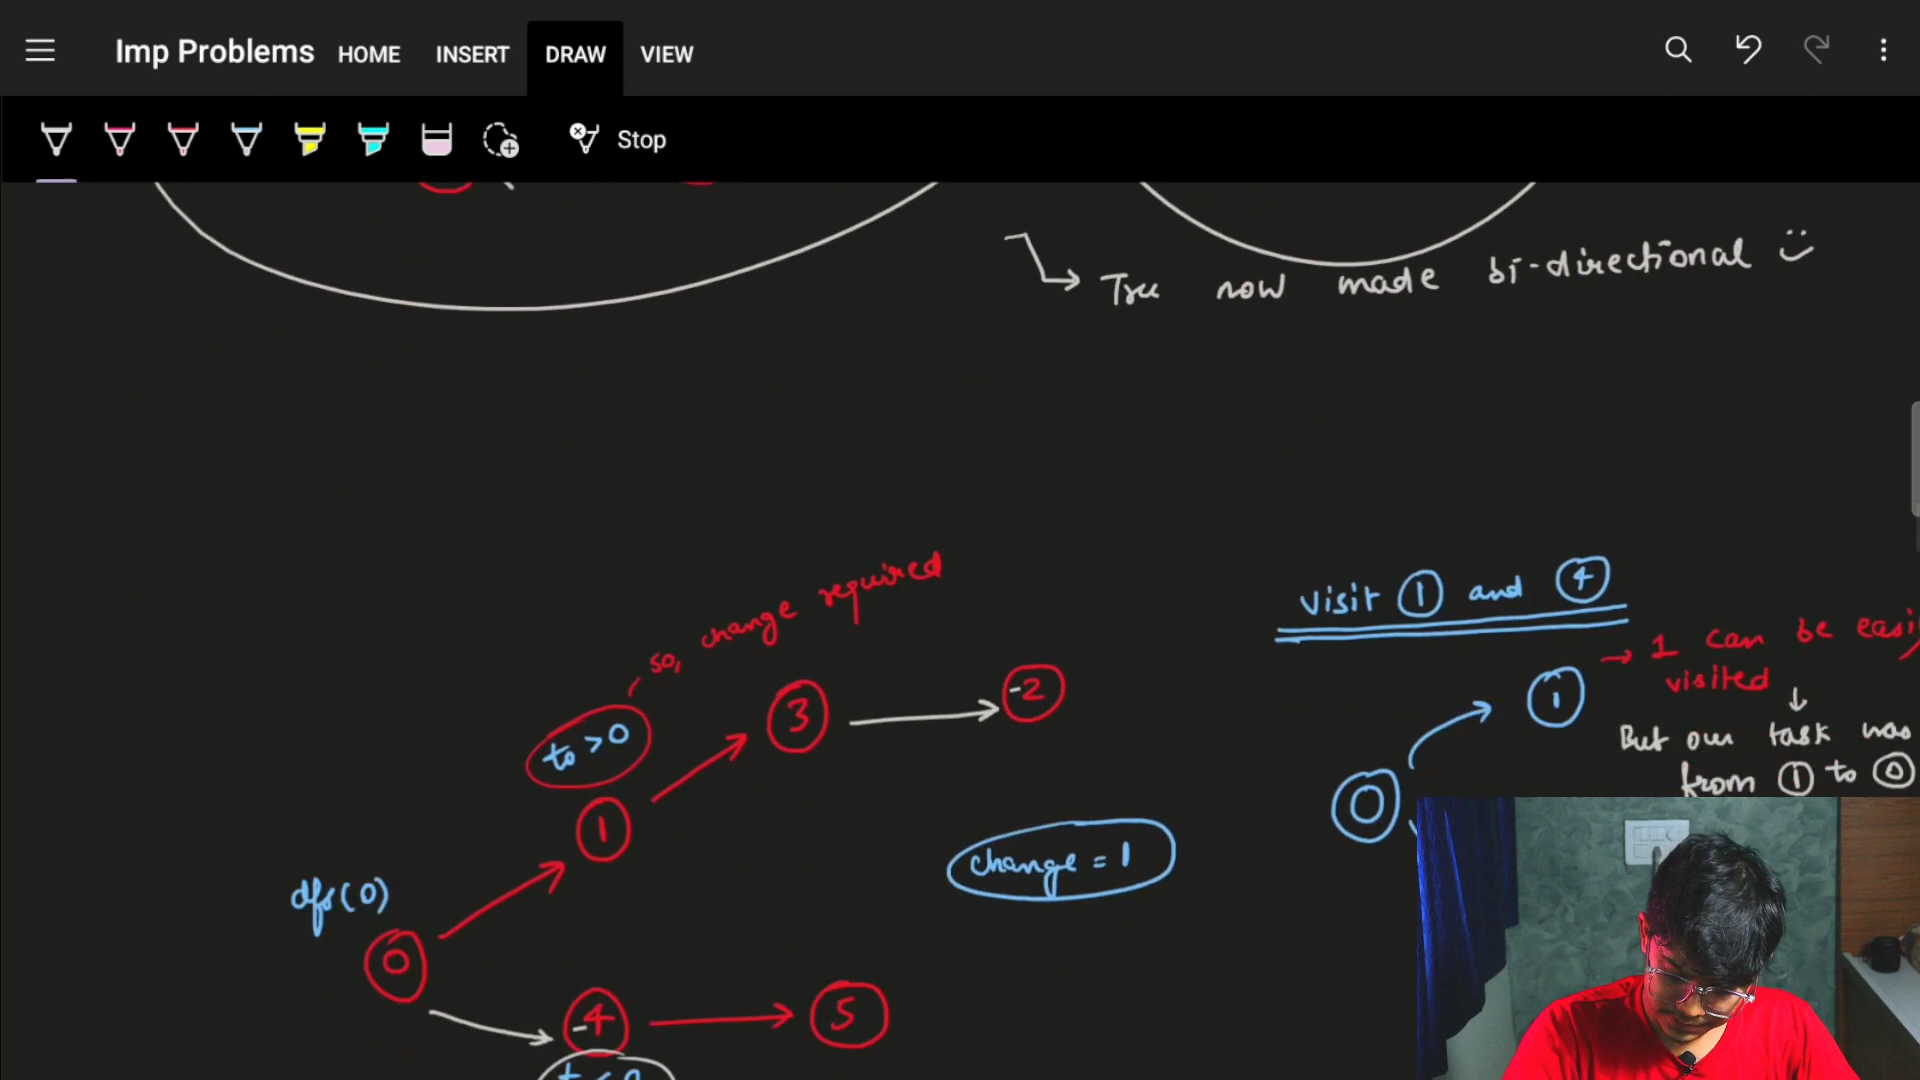 Imp Problems HOME INSERT DRAW VIEW
Stop
Tree now made bi-directional
so, change required
to >0
3
-2
1
dfs(0)
0
-4
5
change = 1
visit 1 and 4
→ 1 can be easi
visited
1
But our task was
from 1 to 0
0